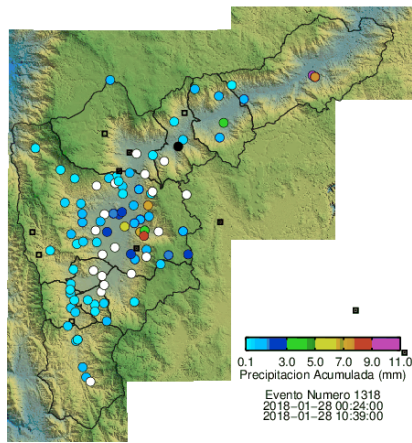 0.1 3.0 5.0 7.0 9.0 11.0
Precipitacion Acumulada (mm)
Evento Numero 1318
2018-01-28 00:24:00
2018-01-28 10:39:00